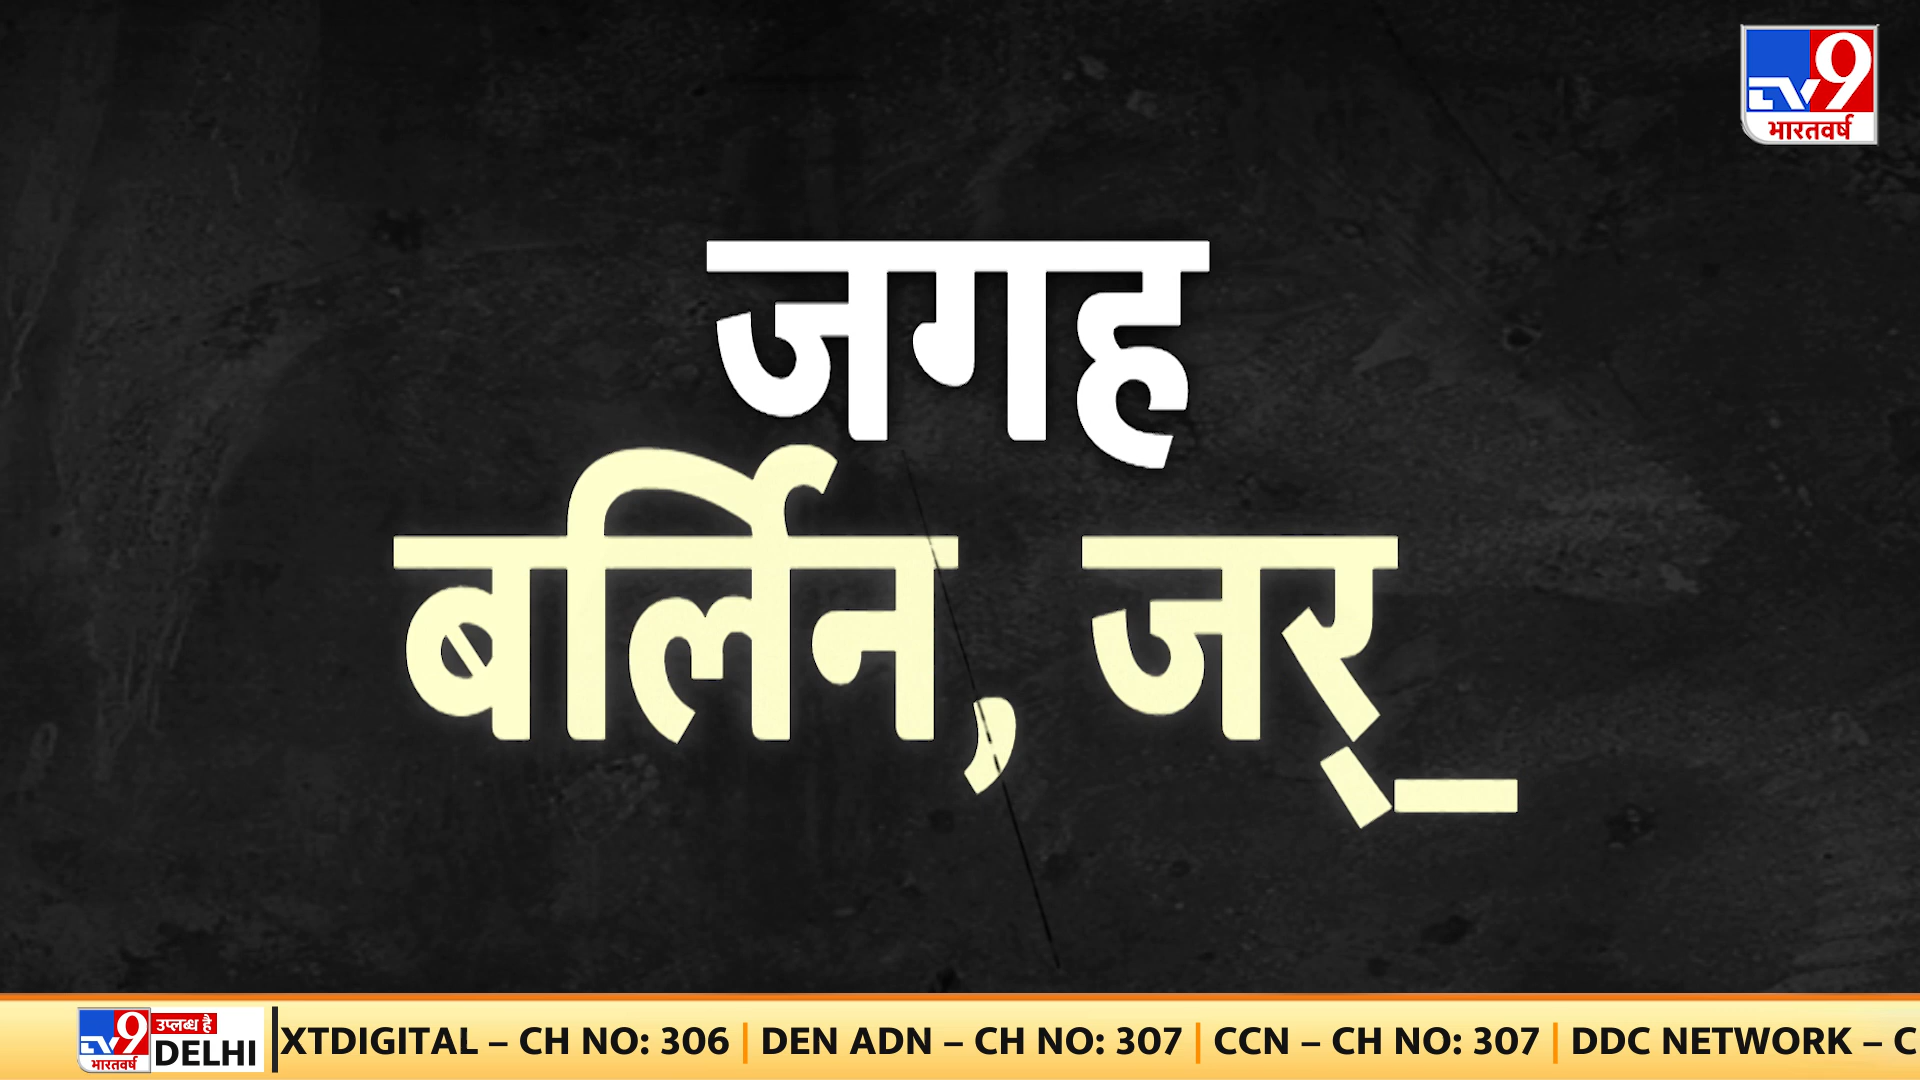 TV9
भारतवर्ष
जगह
बर्लिन, जर्_
TV9 भारतवर्ष उपलब्ध है DELHI
XTDIGITAL – CH NO: 306 | DEN ADN – CH NO: 307 | CCN – CH NO: 307 | DDC NETWORK – C